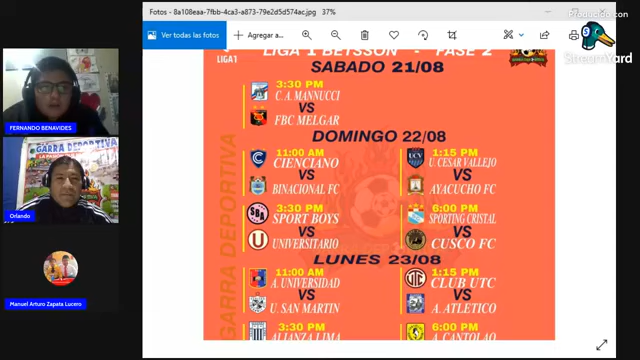 Fotos - 8a108eaa-7fbb-4ca3-a873-79e2d5d574ac.jpg 37%
Producido con
StreamYard
Ver todas las fotos
Agregar a
LIGA 1 BETSSON - FASE 2
LIGA1
SABADO 21/08
3:30 PM
C. A. MANNUCCI
VS
FBC MELGAR
DOMINGO 22/08
11:00 AM
CIENCIANO
VS
BINACIONAL FC
1:15 PM
U. CESAR VALLEJO
VS
AYACUCHO FC
3:30 PM
SPORT BOYS
VS
UNIVERSITARIO
6:00 PM
SPORTING CRISTAL
VS
CUSCO FC
LUNES 23/08
11:00 AM
A. UNIVERSIDAD
VS
U. SAN MARTIN
1:15 PM
CLUB UTC
VS
A. ATLETICO
3:30 PM
ALIANZA LIMA
6:00 PM
A. CANTOLAO
GARRA DEPORTIVA
FERNANDO BENAVIDES
GARRA DEPORTIVA
Orlando
Manuel Arturo Zapata Lucero